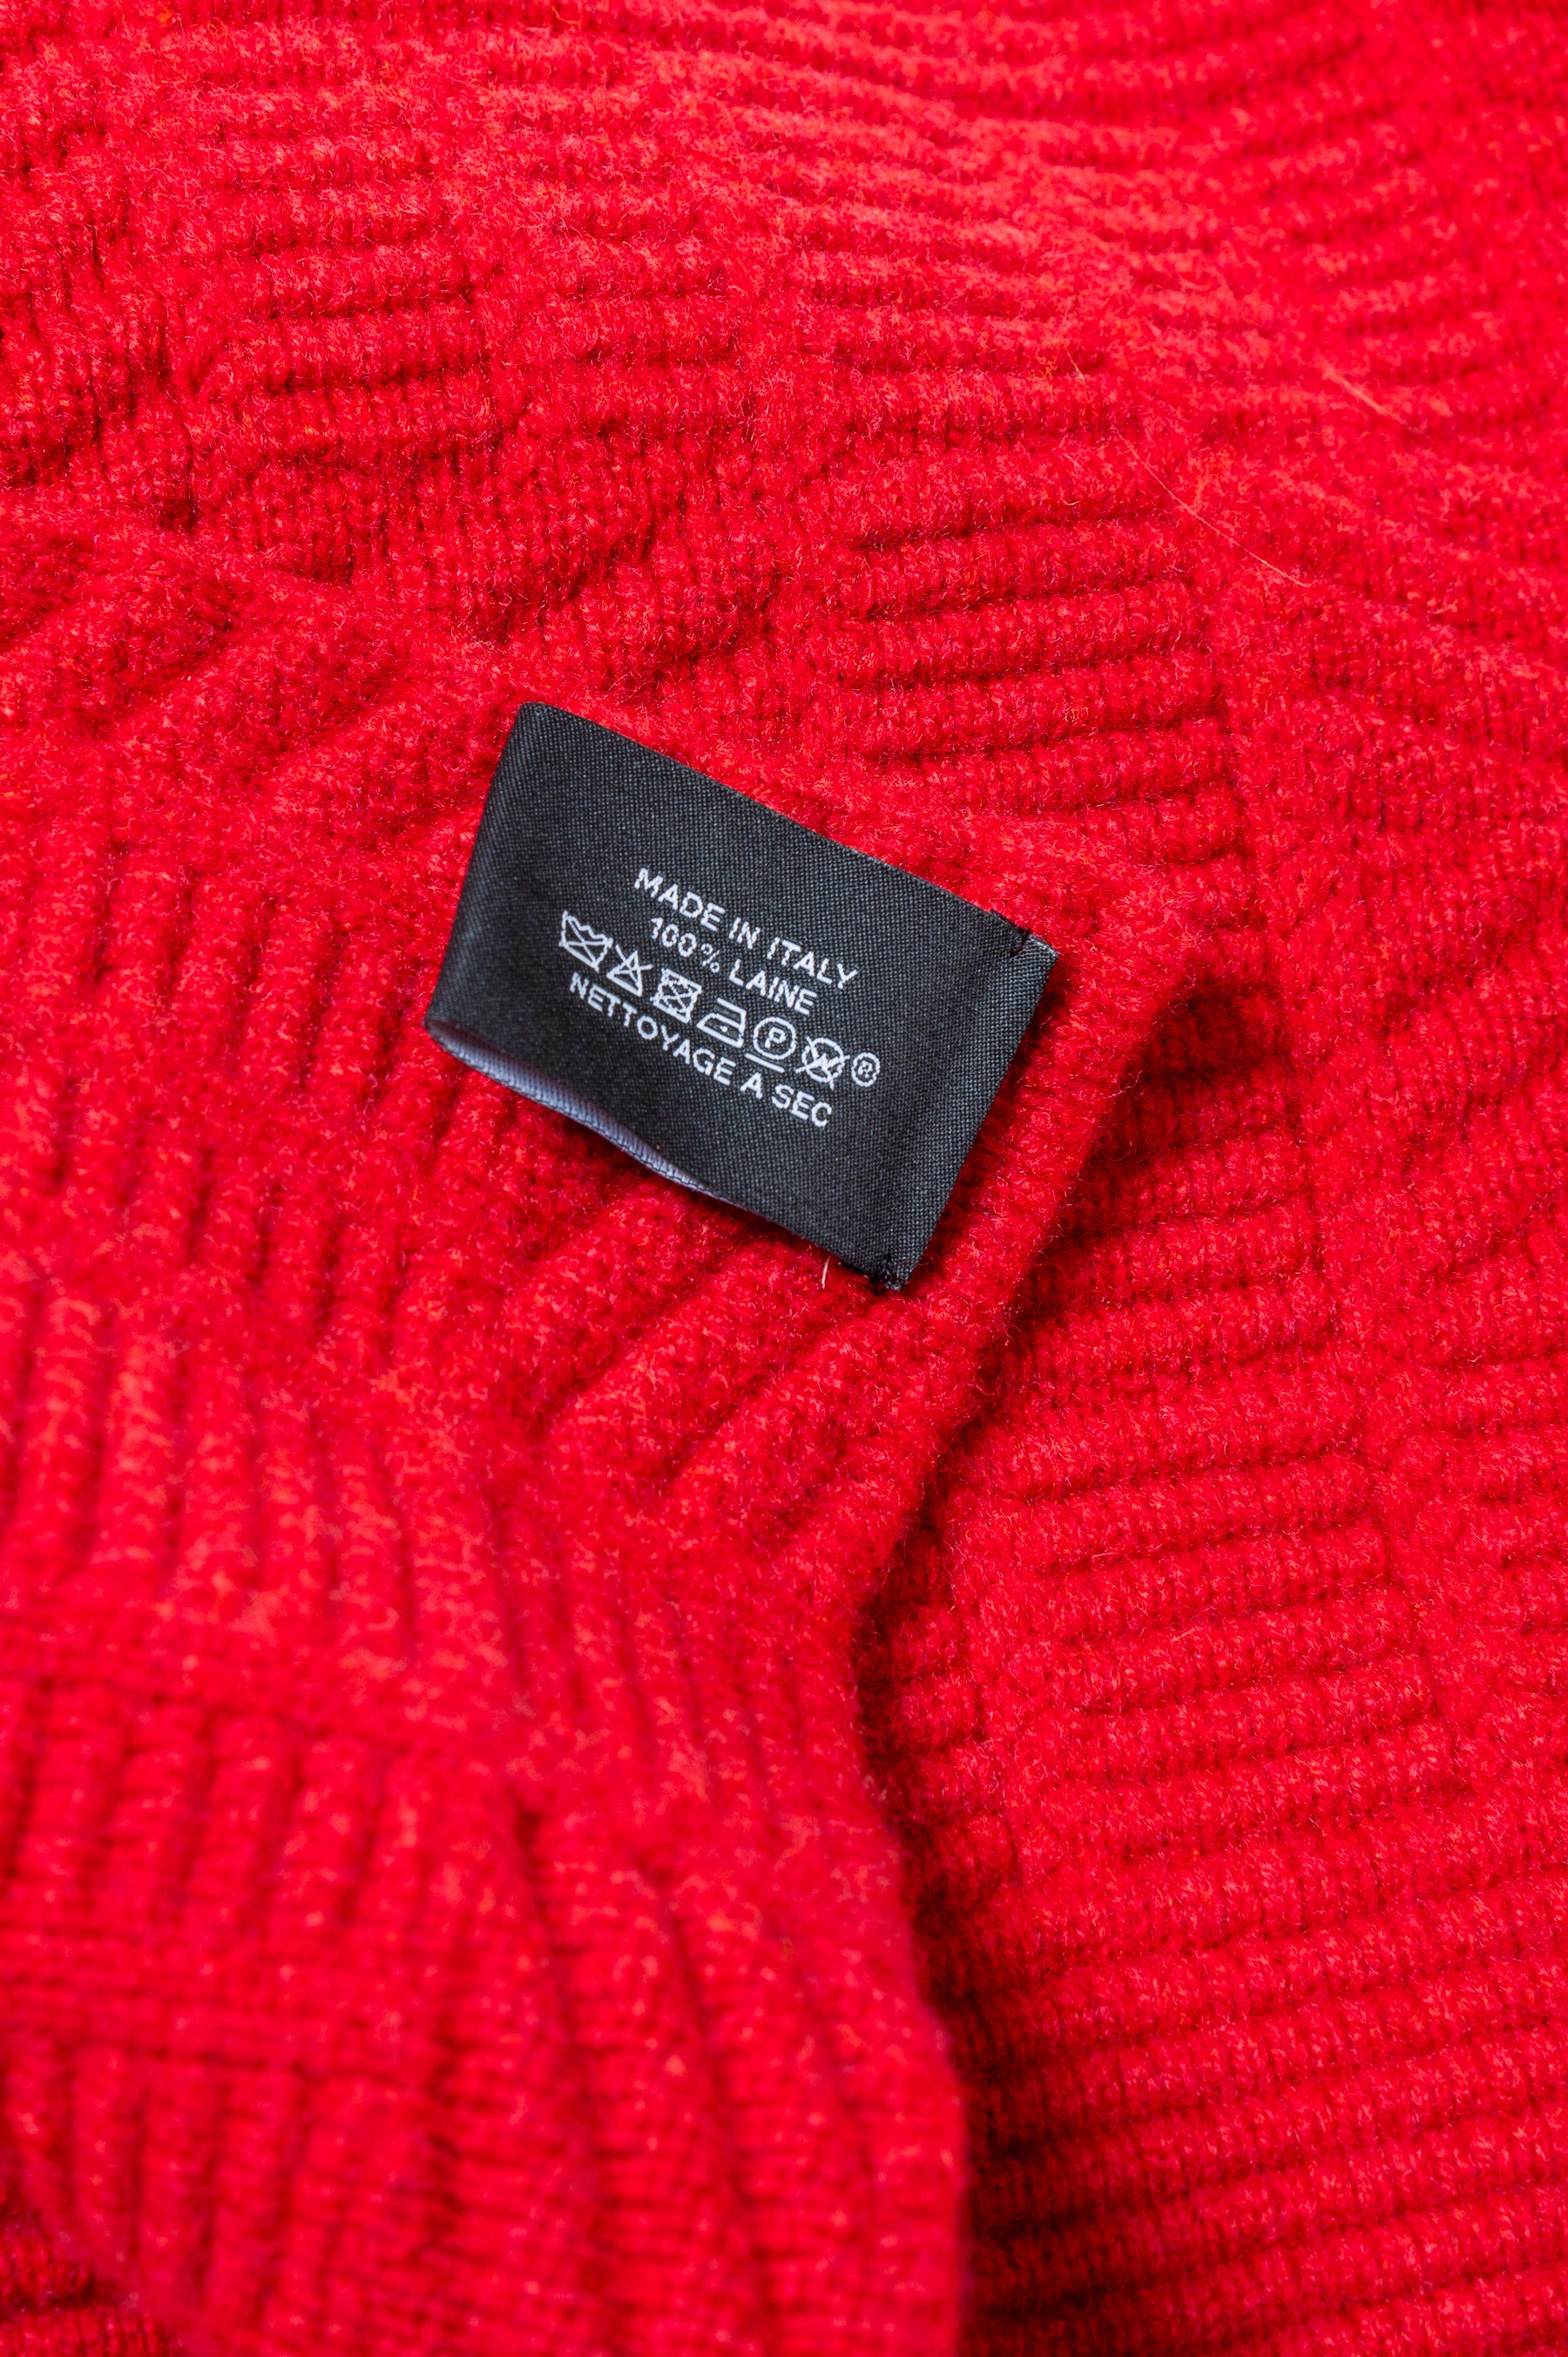 MADE IN ITALY
100% LAINE
P W ®
NETTOYAGE À SEC